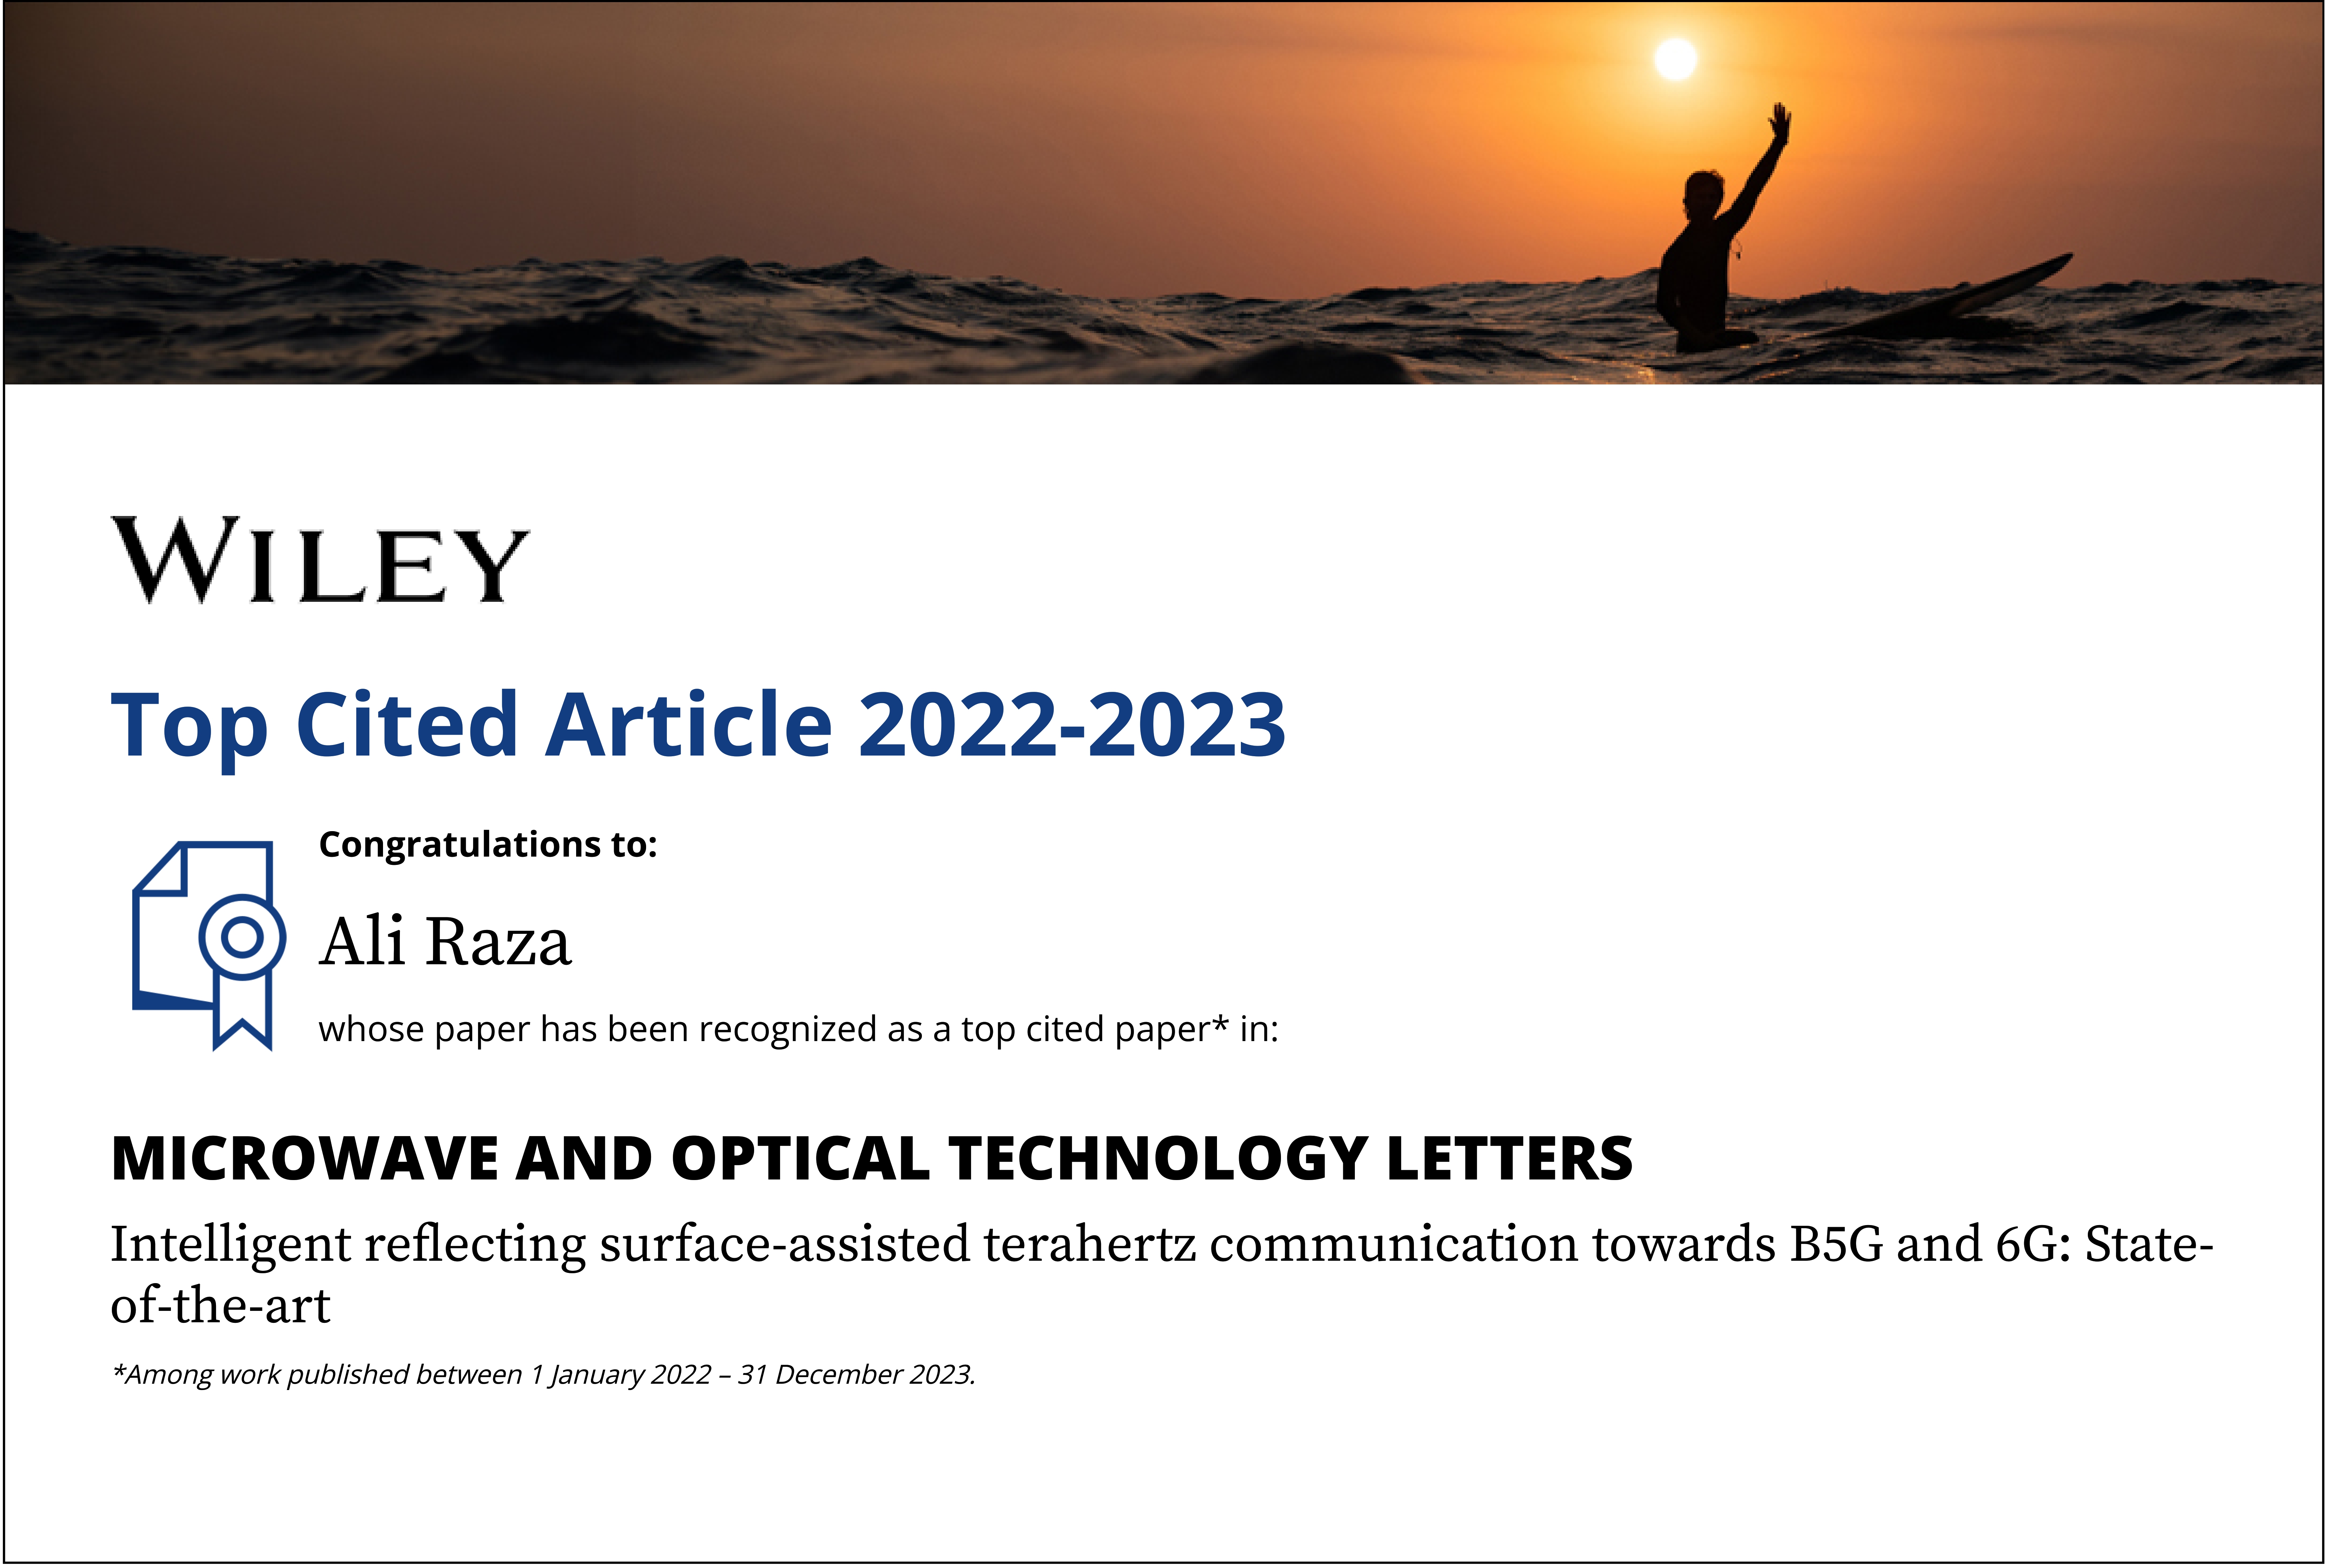 WILEY
Top Cited Article 2022-2023
Congratulations to:
Ali Raza
whose paper has been recognized as a top cited paper* in:
MICROWAVE AND OPTICAL TECHNOLOGY LETTERS
Intelligent reflecting surface-assisted terahertz communication towards B5G and 6G: State-
of-the-art
*Among work published between 1 January 2022 – 31 December 2023.